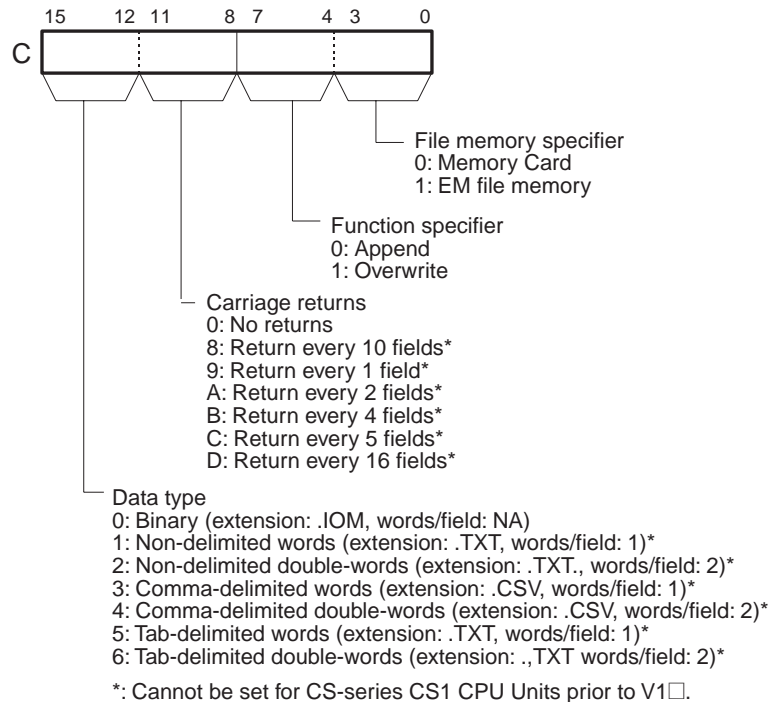 15 12 11 8 7 4 3 0
C
File memory specifier
0: Memory Card
1: EM file memory
Function specifier
0: Append
1: Overwrite
Carriage returns
0: No returns
8: Return every 10 fields*
9: Return every 1 field*
A: Return every 2 fields*
B: Return every 4 fields*
C: Return every 5 fields*
D: Return every 16 fields*
Data type
0: Binary (extension: .IOM, words/field: NA)
1: Non-delimited words (extension: .TXT, words/field: 1)*
2: Non-delimited double-words (extension: .TXT., words/field: 2)*
3: Comma-delimited words (extension: .CSV, words/field: 1)*
4: Comma-delimited double-words (extension: .CSV, words/field: 2)*
5: Tab-delimited words (extension: .TXT, words/field: 1)*
6: Tab-delimited double-words (extension: .,TXT words/field: 2)*
*: Cannot be set for CS-series CS1 CPU Units prior to V1□.